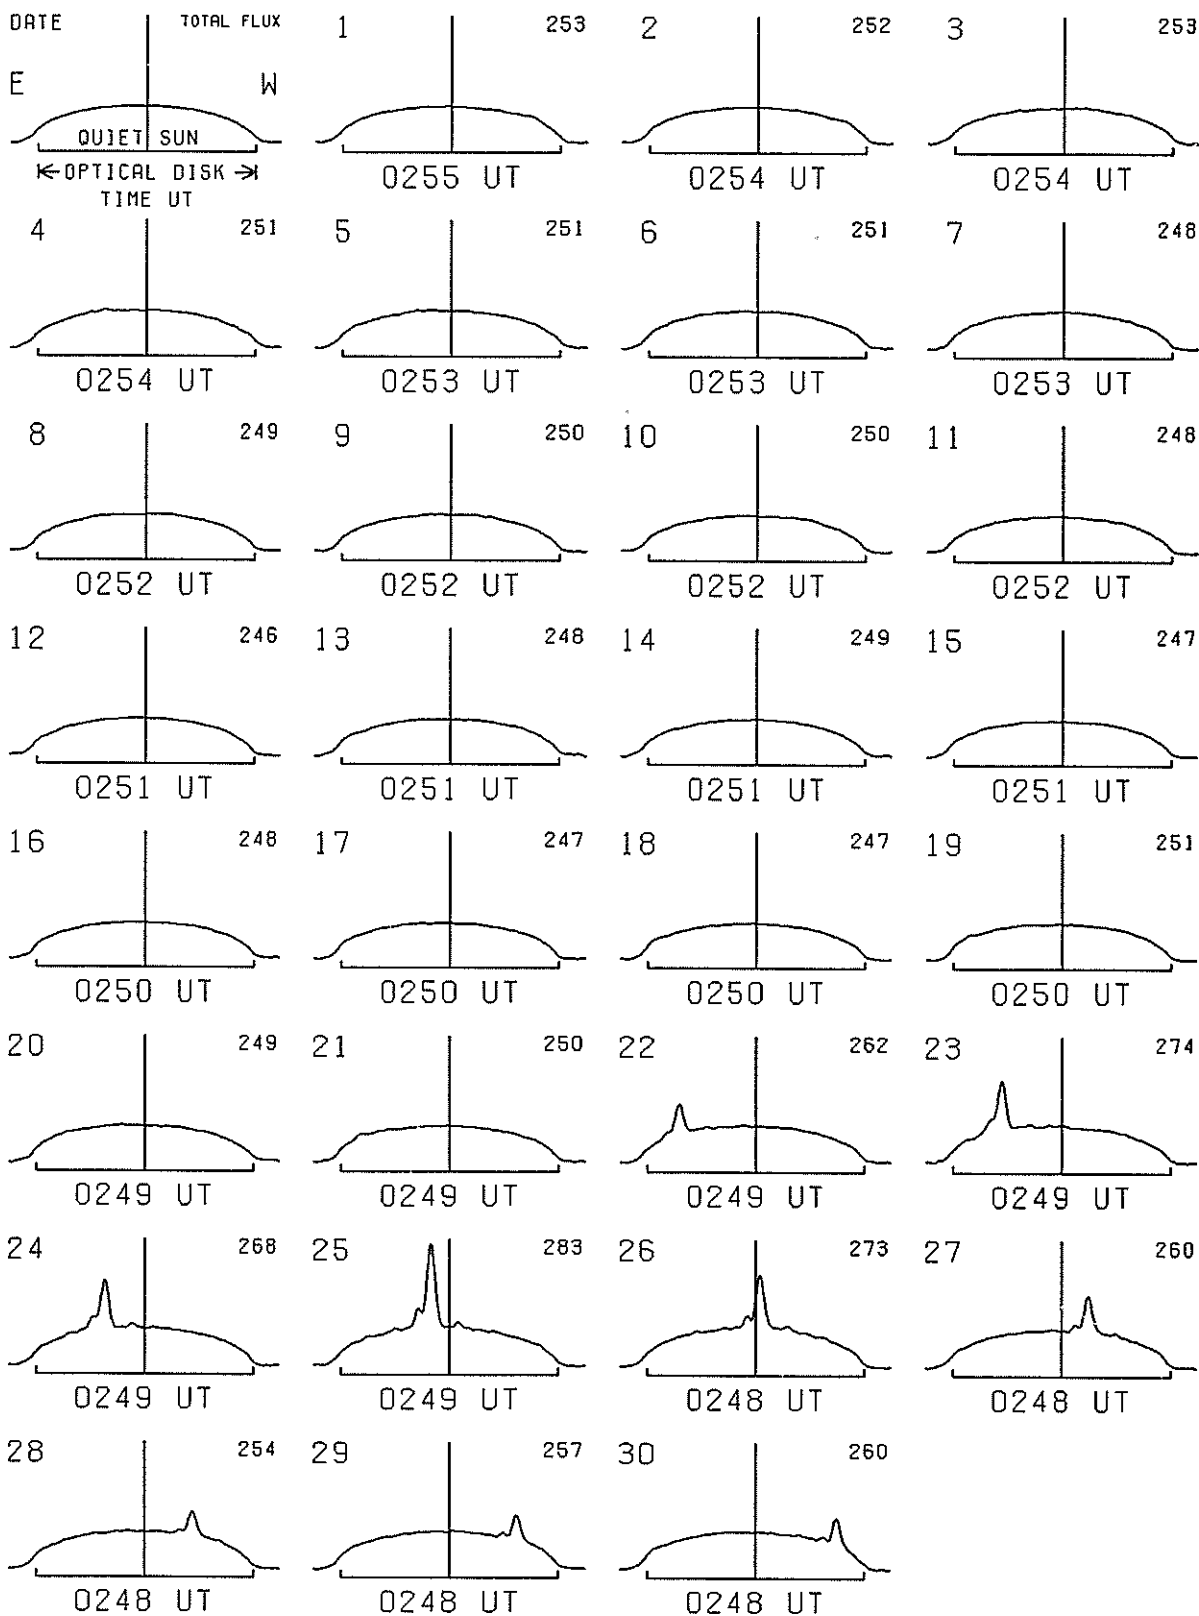 DATE TOTAL FLUX 1 253 2 252 3 253
E W
QUIET SUN
←OPTICAL DISK→ 0255 UT 0254 UT 0254 UT
TIME UT
4 251 5 251 6 251 7 248
0254 UT 0253 UT 0253 UT 0253 UT
8 249 9 250 10 250 11 248
0252 UT 0252 UT 0252 UT 0252 UT
12 246 13 248 14 249 15 247
0251 UT 0251 UT 0251 UT 0251 UT
16 248 17 247 18 247 19 251
0250 UT 0250 UT 0250 UT 0250 UT
20 249 21 250 22 262 23 274
0249 UT 0249 UT 0249 UT 0249 UT
24 268 25 283 26 273 27 260
0249 UT 0249 UT 0248 UT 0248 UT
28 254 29 257 30 260
0248 UT 0248 UT 0248 UT